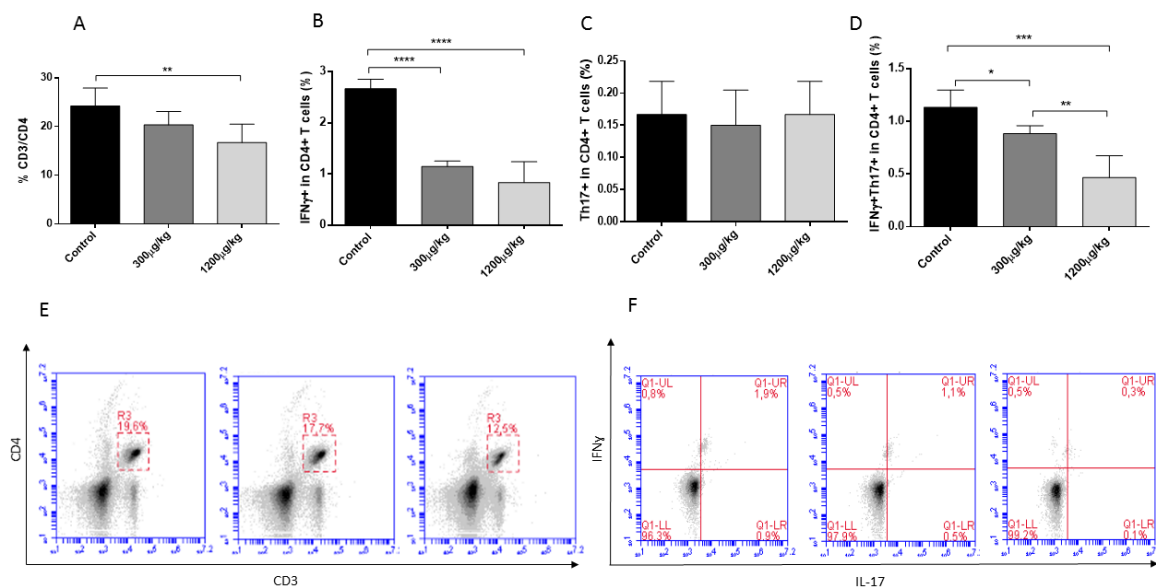 A
**
% CD3/CD4
40
30
20
10
0
Control
300µg/kg
1200µg/kg
B
****
****
IFNγ+ in CD4+ T cells (%)
3
2
1
0
Control
300µg/kg
1200µg/kg
C
Th17+ in CD4+ T cells (%)
0.25
0.20
0.15
0.10
0.05
0.00
Control
300µg/kg
1200µg/kg
D
***
*
**
IFNγ+Th17+ in CD4+ T cells (%)
1.5
1.0
0.5
0.0
Control
300µg/kg
1200µg/kg
E
CD4
R3
19,6%
R3
17,7%
R3
12,5%
CD3
F
IFNɣ
Q1-UL
0,8%
Q1-UR
1,9%
Q1-LL
96,3%
Q1-LR
0,9%
Q1-UL
0,5%
Q1-UR
1,1%
Q1-LL
97,9%
Q1-LR
0,5%
Q1-UL
0,5%
Q1-UR
0,3%
Q1-LL
99,2%
Q1-LR
0,1%
IL-17